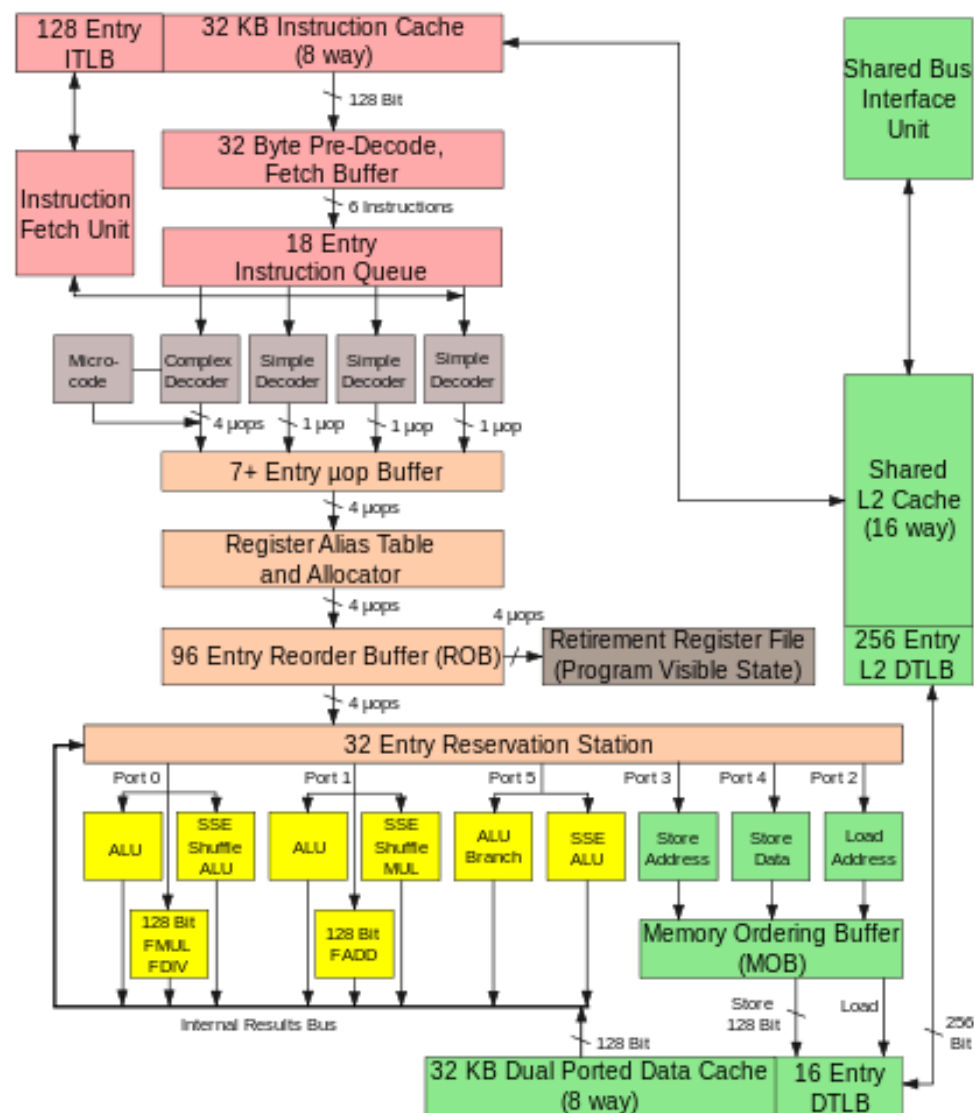 128 Entry
ITLB
32 KB Instruction Cache
(8 way)
Shared Bus
Interface
Unit
128 Bit
32 Byte Pre-Decode,
Fetch Buffer
Instruction
Fetch Unit
6 Instructions
18 Entry
Instruction Queue
Micro-
code
Complex
Decoder
Simple
Decoder
Simple
Decoder
Simple
Decoder
4 µops
1 µop
1 µop
1 µop
7+ Entry µop Buffer
Shared
L2 Cache
(16 way)
4 µops
Register Alias Table
and Allocator
4 µops
4 µops
96 Entry Reorder Buffer (ROB)
Retirement Register File
(Program Visible State)
256 Entry
L2 DTLB
4 µops
32 Entry Reservation Station
Port 0
Port 1
Port 5
Port 3
Port 4
Port 2
ALU
SSE
Shuffle
ALU
ALU
SSE
Shuffle
MUL
ALU
Branch
SSE
ALU
Store
Address
Store
Data
Load
Address
128 Bit
FMUL
FDIV
128 Bit
FADD
Memory Ordering Buffer
(MOB)
Internal Results Bus
Store
128 Bit
Load
128 Bit
256
Bit
32 KB Dual Ported Data Cache
(8 way)
16 Entry
DTLB